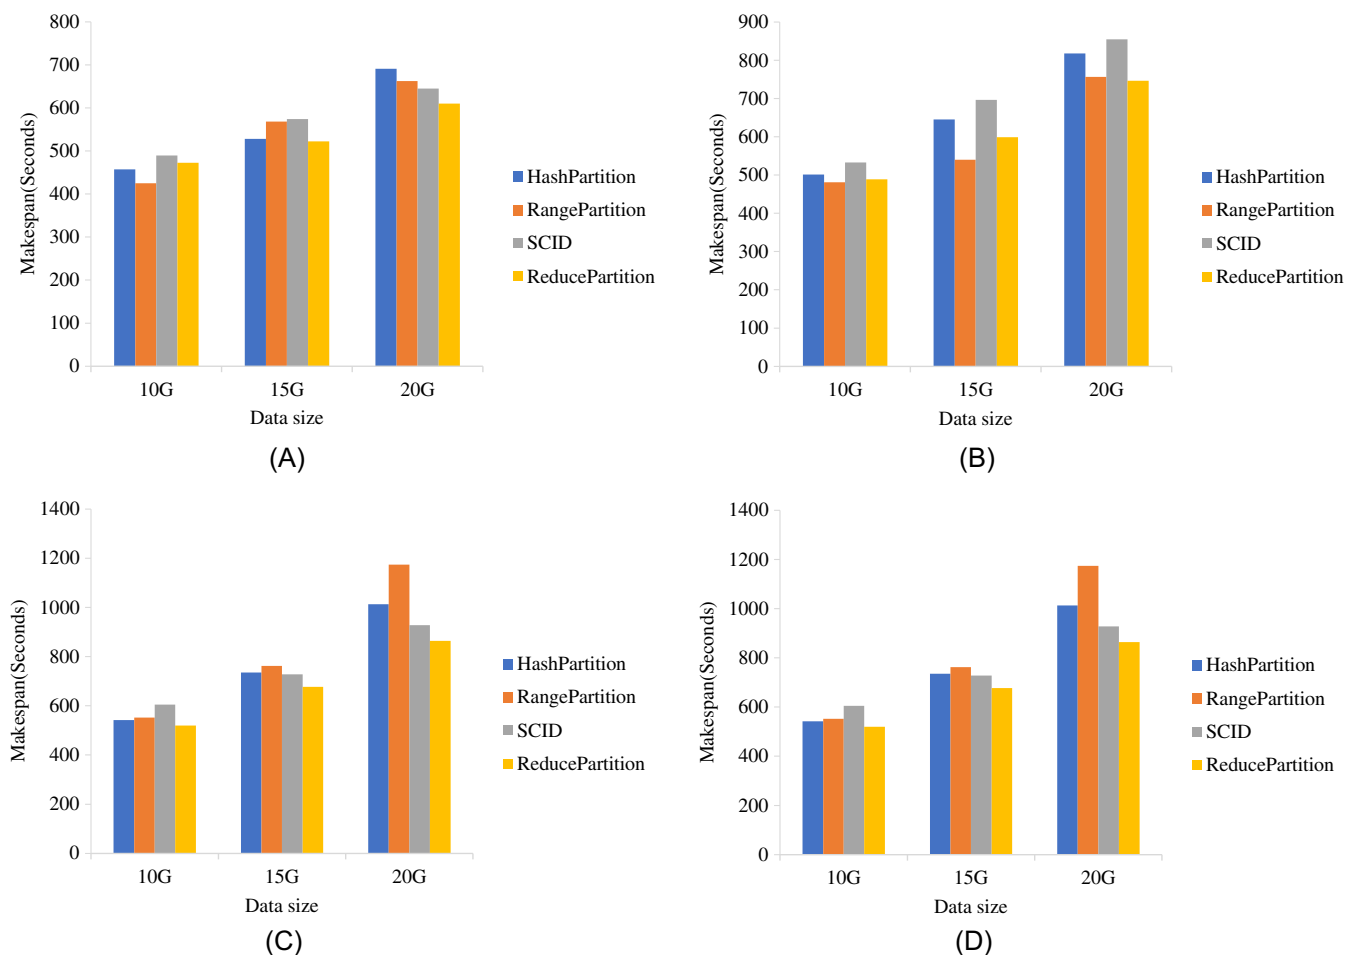 800
700
600
500
400
300
200
100
0
Makespan(Seconds)
10G 15G 20G
Data size
HashPartition
RangePartition
SCID
ReducePartition
(A)
900
800
700
600
500
400
300
200
100
0
Makespan(Seconds)
10G 15G 20G
Data size
HashPartition
RangePartition
SCID
ReducePartition
(B)
1400
1200
1000
800
600
400
200
0
Makespan(Seconds)
10G 15G 20G
Data size
HashPartition
RangePartition
SCID
ReducePartition
(C)
1400
1200
1000
800
600
400
200
0
Makespan(Seconds)
10G 15G 20G
Data size
HashPartition
RangePartition
SCID
ReducePartition
(D)